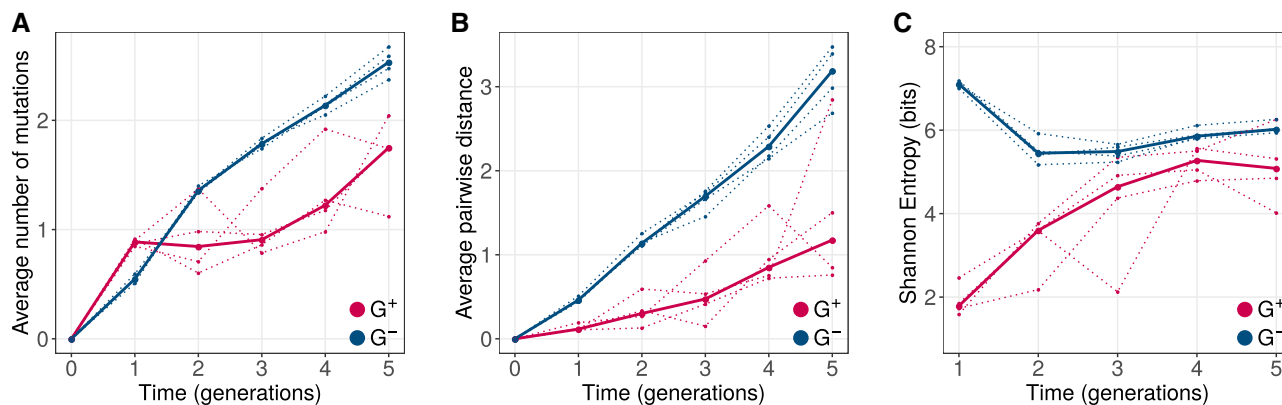 A
Average number of mutations
2
1
0
0 1 2 3 4 5
Time (generations)
G⁺
G⁻
B
Average pairwise distance
3
2
1
0
0 1 2 3 4 5
Time (generations)
G⁺
G⁻
C
Shannon Entropy (bits)
8
6
4
2
1 2 3 4 5
Time (generations)
G⁺
G⁻